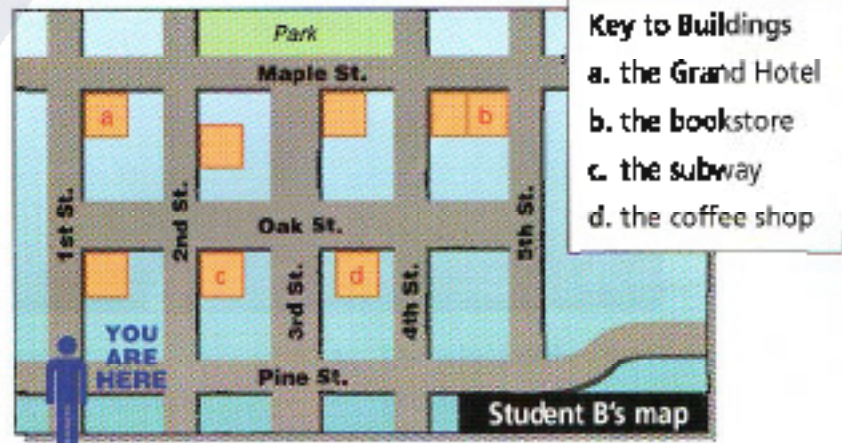 Park
Maple St.
a
b
1st St.
2nd St.
Oak St.
3rd St.
4th St.
5th St.
c
d
YOU
ARE
HERE
Pine St.
Student B's map
Key to Buildings
a. the Grand Hotel
b. the bookstore
c. the subway
d. the coffee shop